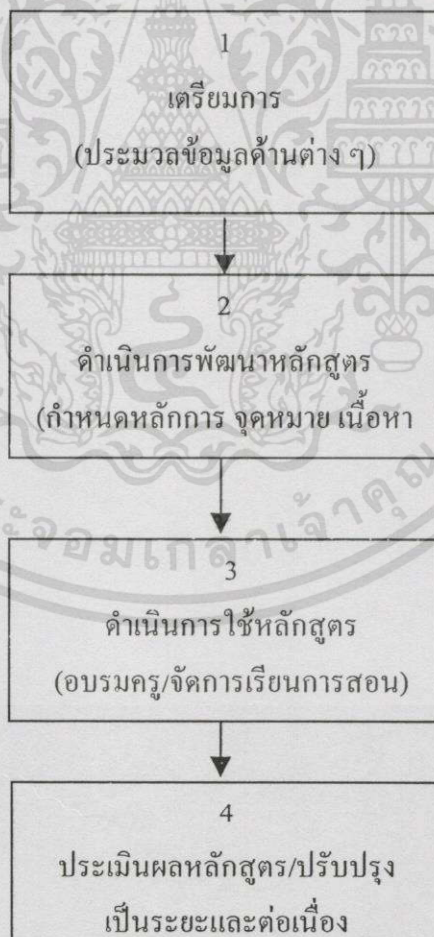 1
เตรียมการ
(ประมวลข้อมูลด้านต่าง ๆ)
2
ดำเนินการพัฒนาหลักสูตร
(กำหนดหลักการ จุดหมาย เนื้อหา
3
ดำเนินการใช้หลักสูตร
(อบรมครู/จัดการเรียนการสอน)
4
ประเมินผลหลักสูตร/ปรับปรุง
เป็นระยะและต่อเนื่อง